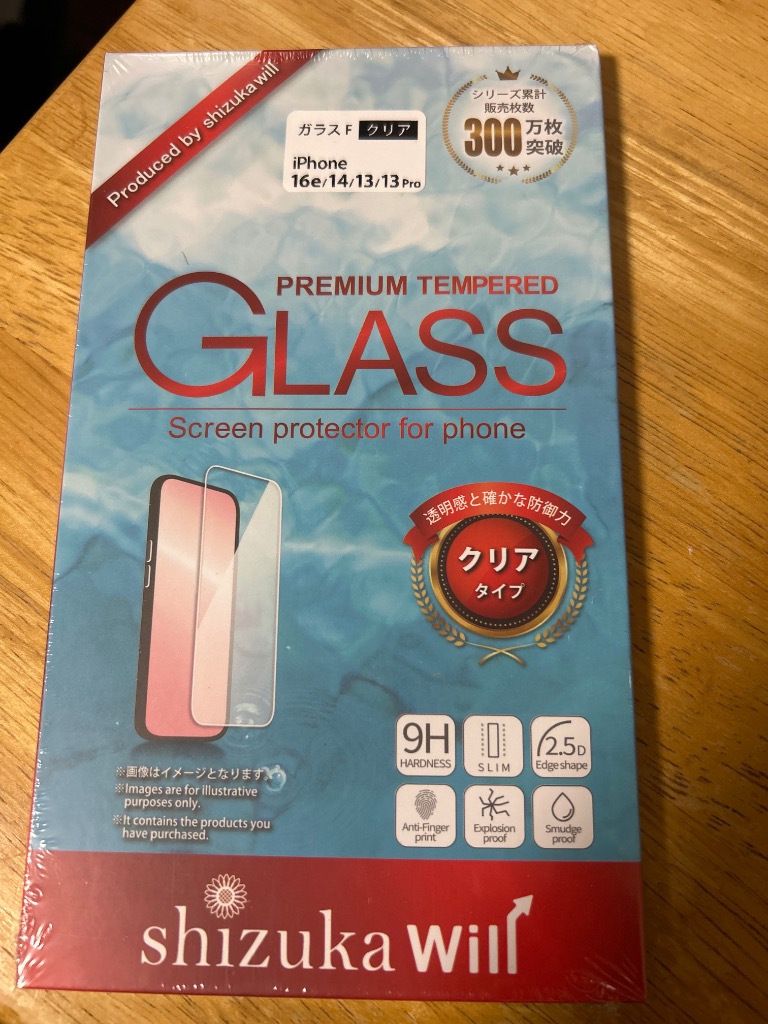 Produced by shizukawill
シリーズ累計
販売枚数
300万枚
突破
ガラスF クリア
iPhone
16e/14/13/13 Pro
PREMIUM TEMPERED
GLASS
Screen protector for phone
透明感と確かな防御力
クリア
タイプ
9H
HARDNESS
SLIM
2.5D
Edge shape
Anti-Finger
print
Explosion
proof
Smudge
proof
※画像はイメージとなります。
※Images are for illustrative
purposes only.
※It contains the products you
have purchased.
shizuka Will